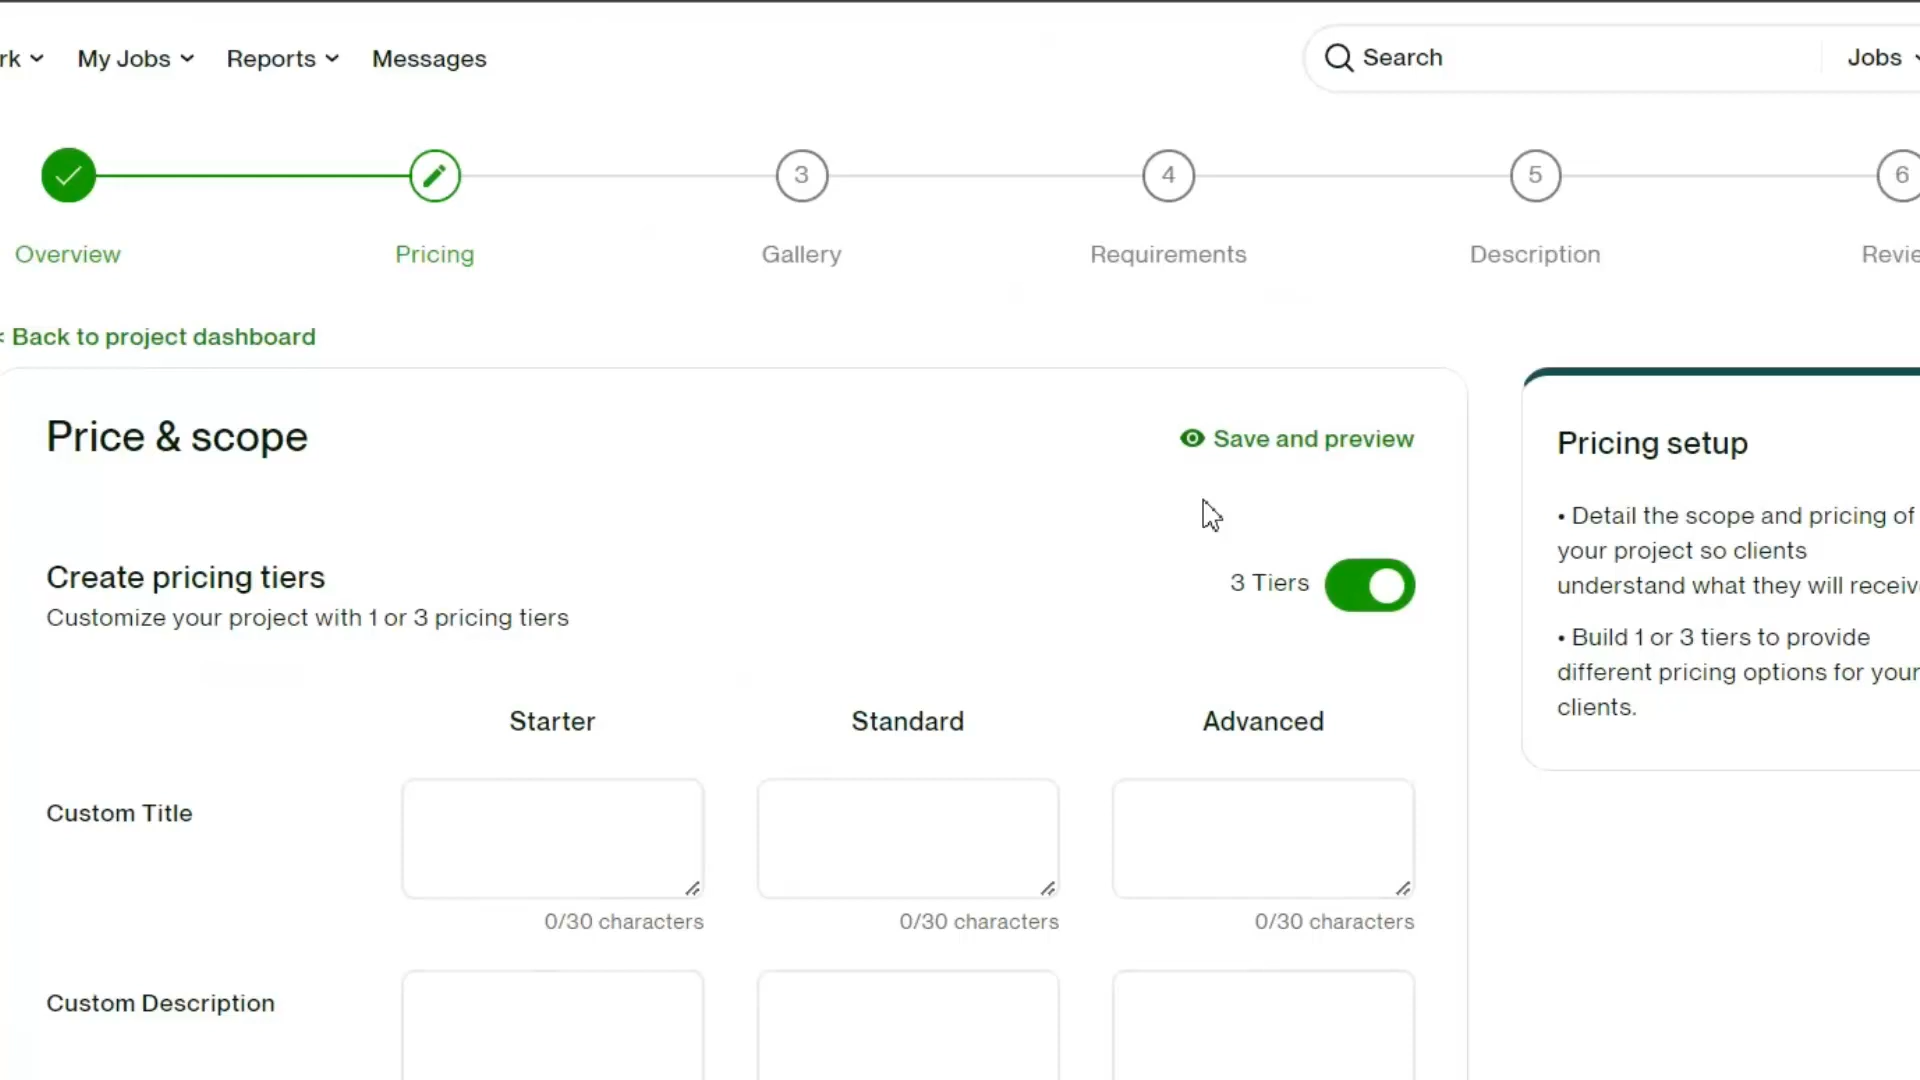 rk My Jobs Reports Messages Search Jobs
3 4 5 6
Overview Pricing Gallery Requirements Description Revie
< Back to project dashboard
Price & scope
Save and preview
Create pricing tiers
Customize your project with 1 or 3 pricing tiers
3 Tiers
Starter Standard Advanced
Custom Title
0/30 characters 0/30 characters 0/30 characters
Custom Description
Pricing setup
• Detail the scope and pricing of
your project so clients
understand what they will receiv
• Build 1 or 3 tiers to provide
different pricing options for your
clients.